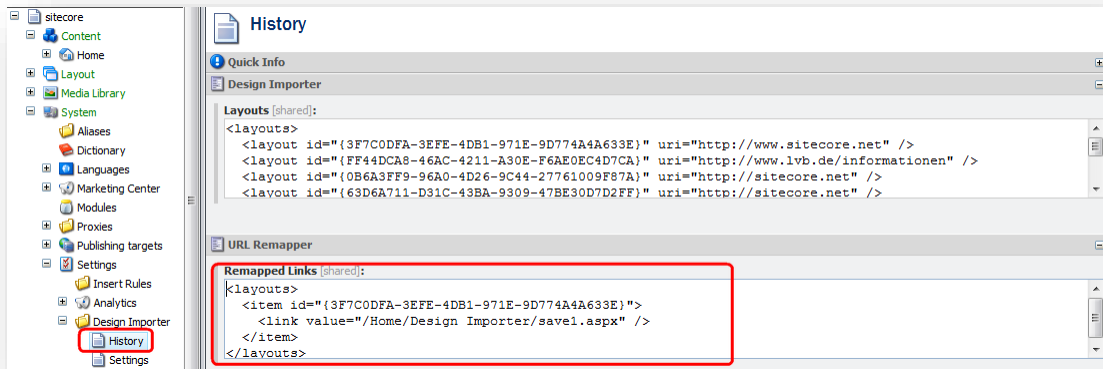 sitecore
Content
Home
Layout
Media Library
System
Aliases
Dictionary
Languages
Marketing Center
Modules
Proxies
Publishing targets
Settings
Insert Rules
Analytics
Design Importer
History
Settings
History
Quick Info
Design Importer
Layouts [shared]:
<layouts>
<layout id="{3F7C0DFA-3EFE-4DB1-971E-9D774A4A633E}" uri="http://www.sitecore.net" />
<layout id="{FF44DCA8-46AC-4211-A30E-F6AE0EC4D7CA}" uri="http://www.lvb.de/informationen" />
<layout id="{0B6A3FF9-96A0-4D26-9C44-27761009F87A}" uri="http://sitecore.net" />
<layout id="{63D6A711-D31C-43BA-9309-47BE30D7D2FF}" uri="http://sitecore.net" />
URL Remapper
Remapped Links [shared]:
<layouts>
<item id="{3F7C0DFA-3EFE-4DB1-971E-9D774A4A633E}">
<link value="/Home/Design Importer/save1.aspx" />
</item>
</layouts>